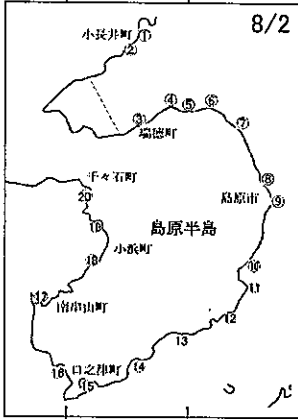 8/2
小長井町 ①
②
③ ④ ⑤ ⑥
瑞穂町 ⑦
千々石町 ⑧
20 島原市 ⑨
⑲ 島原半島
小浜町
⑱ ⑩
17 11
南串山町
12
13
16 口之津町 14
15